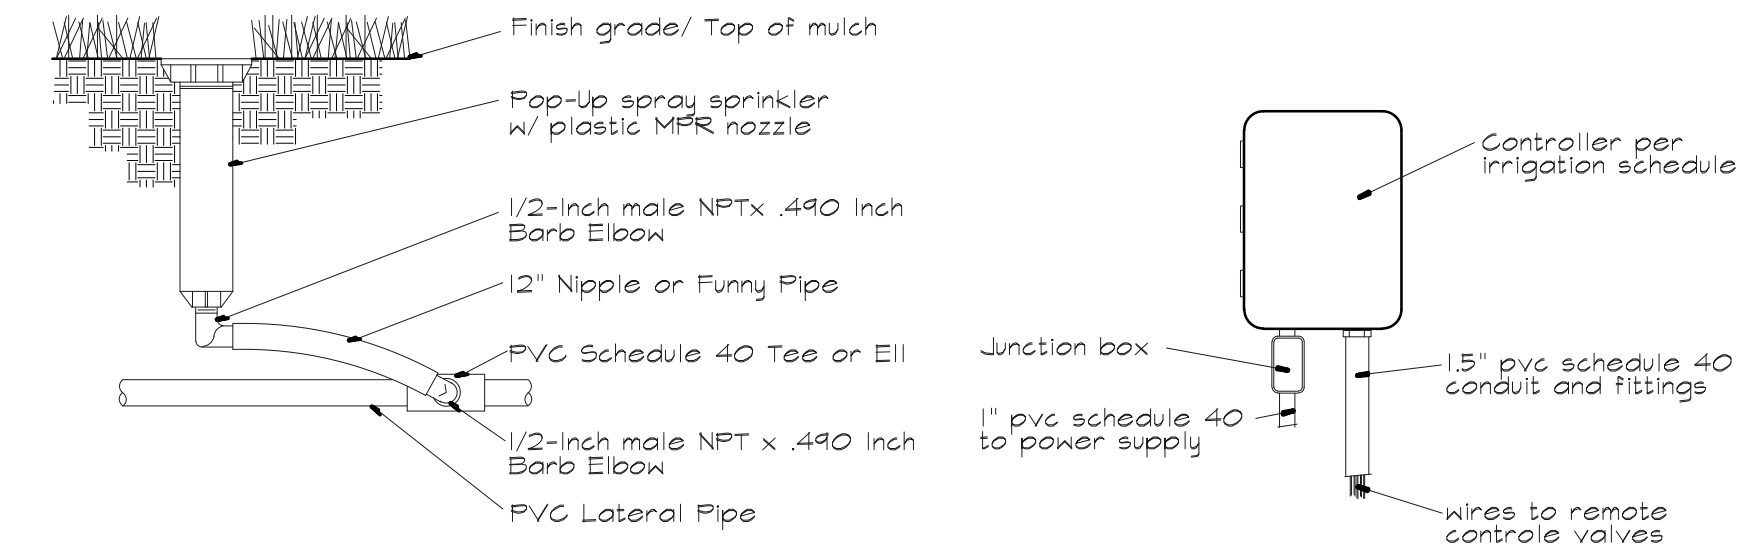 Finish grade/ Top of mulch
Pop-Up spray sprinkler
w/ plastic MPR nozzle
1/2-Inch male NPTx .490 Inch
Barb Elbow
12" Nipple or Funny Pipe
PVC Schedule 40 Tee or Ell
1/2-Inch male NPT x .490 Inch
Barb Elbow
PVC Lateral Pipe
Controller per
irrigation schedule
Junction box
1" pvc schedule 40
to power supply
1.5" pvc schedule 40
conduit and fittings
wires to remote
controle valves